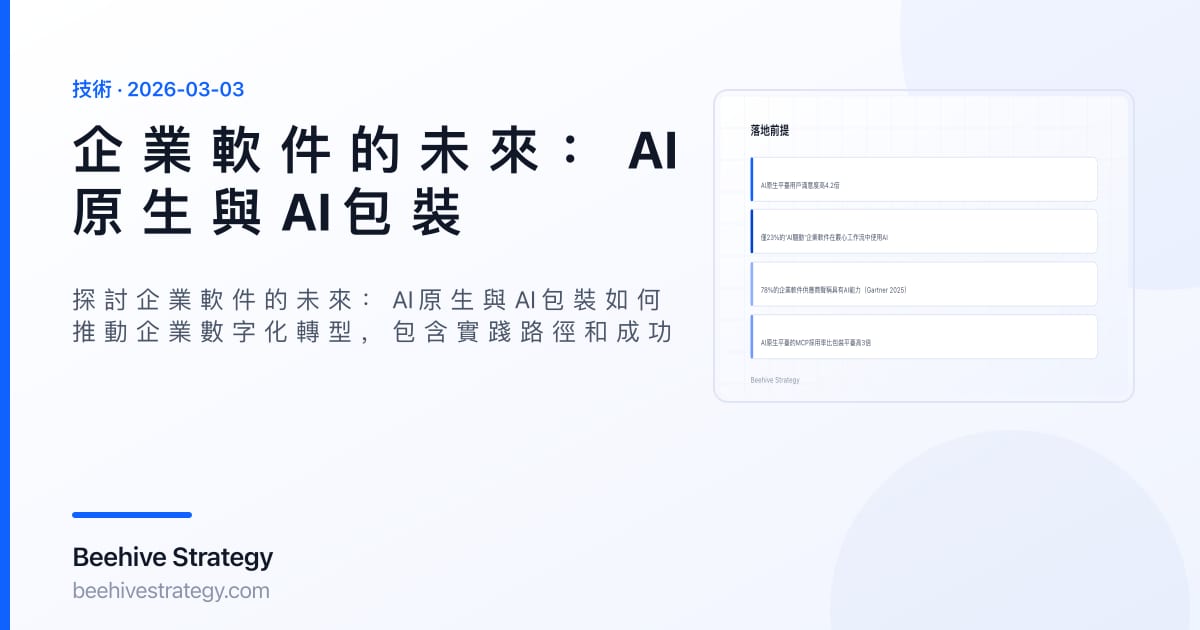 技術 · 2026-03-03
企業軟件的未來：AI
原生與AI包裝
探討企業軟件的未來：AI原生與AI包裝如何
推動企業數字化轉型，包含實踐路徑和成功
落地前提
AI原生平臺用戶滿意度高4.2倍
僅23%的"AI驅動"企業軟件在覈心工作流中使用AI
78%的企業軟件供應商聲稱具有AI能力（Gartner 2025）
AI原生平臺的MCP採用率比包裝平臺高3倍
Beehive Strategy
Beehive Strategy
beehivestrategy.com